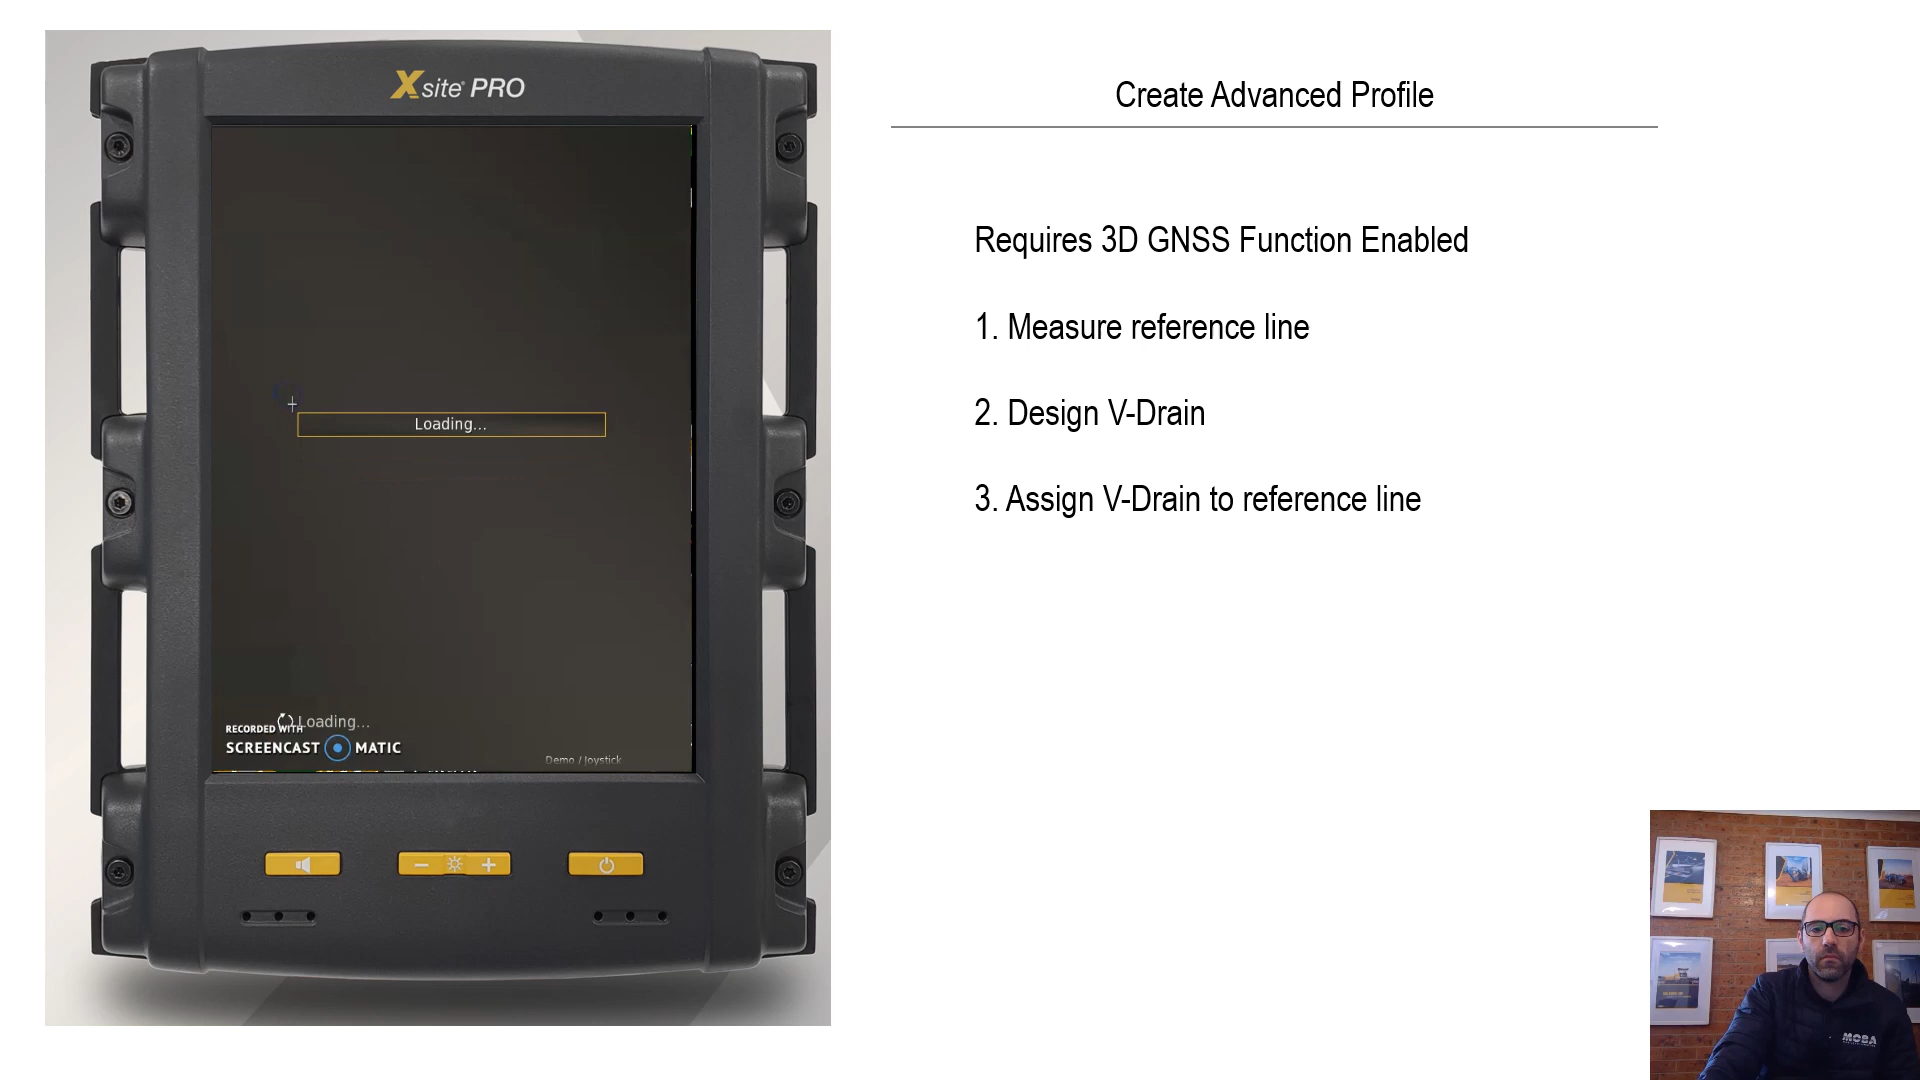 Xsite PRO
Loading...
Loading...
RECORDED WITH
SCREENCAST MATIC
Demo / Joystick
Create Advanced Profile
Requires 3D GNSS Function Enabled
1. Measure reference line
2. Design V-Drain
3. Assign V-Drain to reference line
MOBA